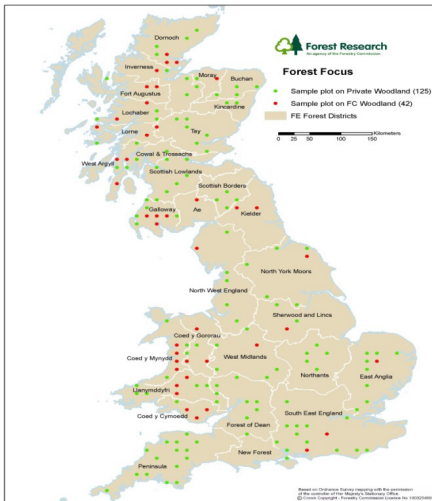 Forest Research
An agency of the Forestry Commission
Forest Focus
Sample plot on Private Woodland (125)
Sample plot on FC Woodland (42)
FE Forest Districts
0 25 50 100 150
Kilometers
Dornoch
Inverness
Moray
Buchan
Fort Augustus
Kincardine
Lochaber
Lorne
Tay
Cowal & Trossachs
West Argyll
Scottish Lowlands
Scottish Borders
Galloway
Ae
Kielder
North York Moors
North West England
Sherwood and Lincs
Coed y Gororau
Coed y Mynydd
West Midlands
East Anglia
Northants
Llanymddyfri
Coed y Cymoedd
South East England
Forest of Dean
New Forest
Peninsula
Based on Ordnance Survey mapping with the permission
of the controller of Her Majesty's Stationary Office.
© Crown Copyright : Forestry Commission Licence No